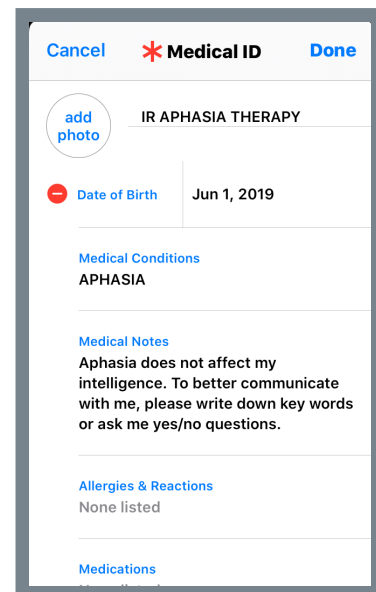 Cancel Medical ID Done
add
photo
IR APHASIA THERAPY
Date of Birth Jun 1, 2019
Medical Conditions
APHASIA
Medical Notes
Aphasia does not affect my
intelligence. To better communicate
with me, please write down key words
or ask me yes/no questions.
Allergies & Reactions
None listed
Medications